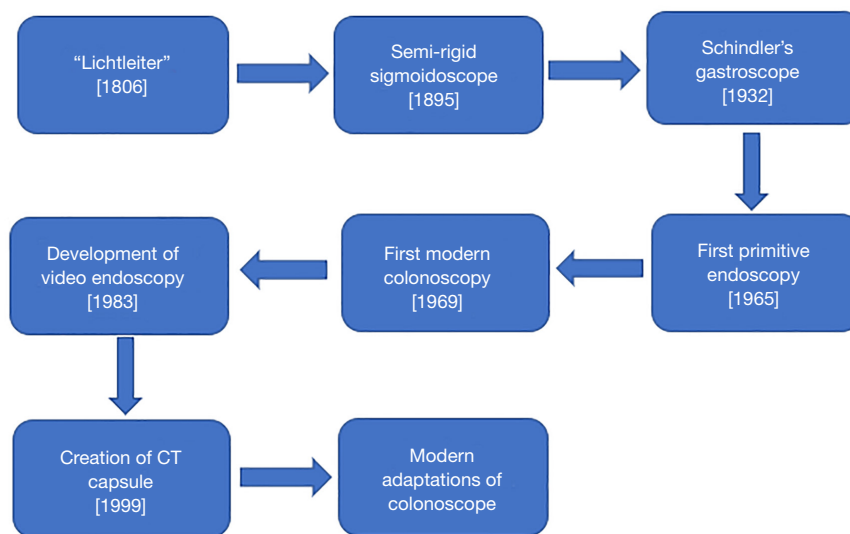 “Lichtleiter”
[1806]
Semi-rigid
sigmoidoscope
[1895]
Schindler’s
gastroscope
[1932]
First primitive
endoscopy
[1965]
First modern
colonoscopy
[1969]
Development of
video endoscopy
[1983]
Creation of CT
capsule
[1999]
Modern
adaptations of
colonoscope